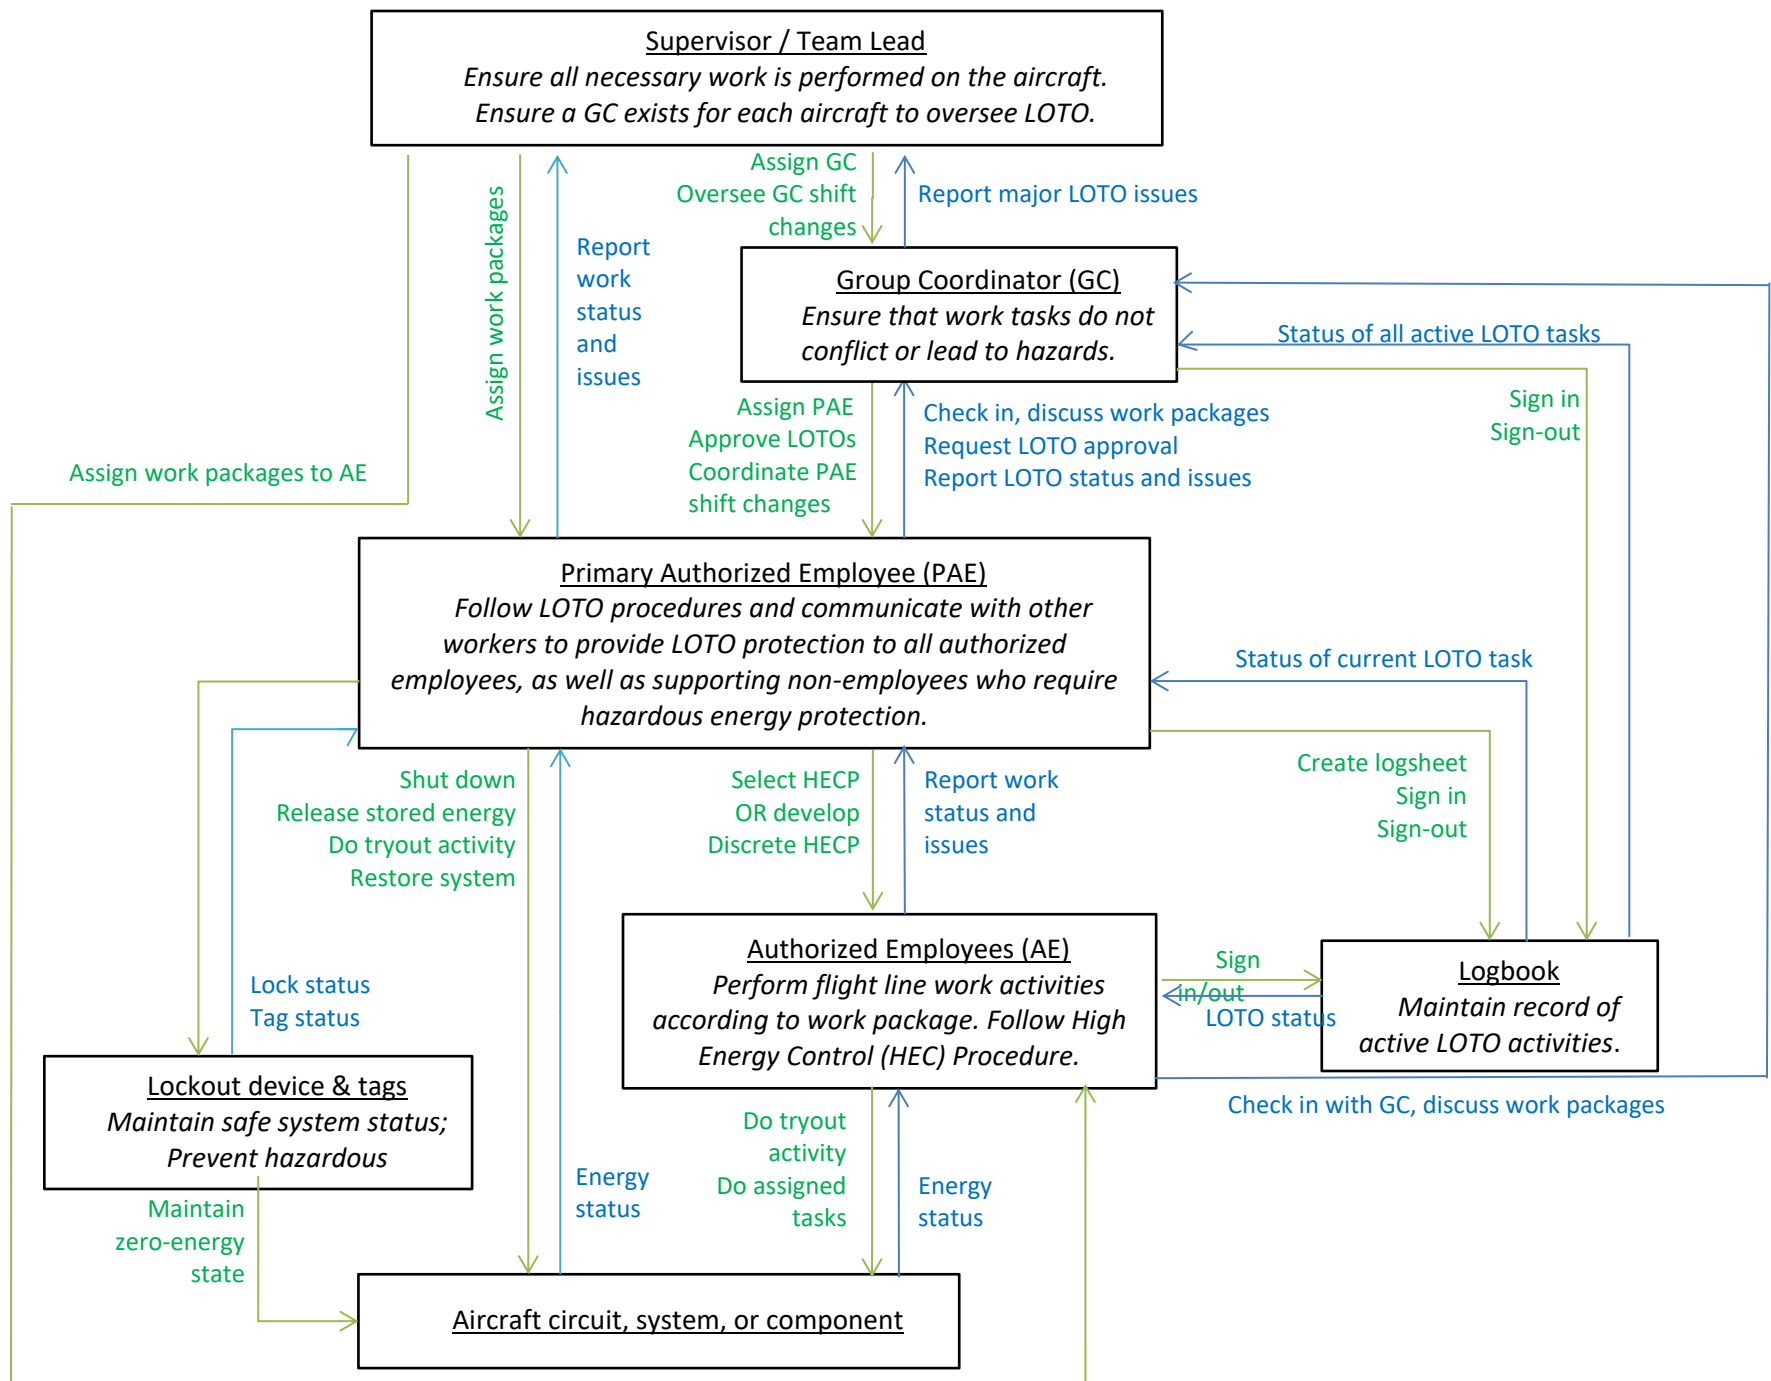 Supervisor / Team Lead
Ensure all necessary work is performed on the aircraft.
Ensure a GC exists for each aircraft to oversee LOTO.
Assign work packages
Report
work
status
and
issues
Assign GC
Oversee GC shift
changes
Report major LOTO issues
Group Coordinator (GC)
Ensure that work tasks do not
conflict or lead to hazards.
Status of all active LOTO tasks
Sign in
Sign-out
Assign work packages to AE
Assign PAE
Approve LOTOs
Coordinate PAE
shift changes
Check in, discuss work packages
Request LOTO approval
Report LOTO status and issues
Primary Authorized Employee (PAE)
Follow LOTO procedures and communicate with other
workers to provide LOTO protection to all authorized
employees, as well as supporting non-employees who require
hazardous energy protection.
Status of current LOTO task
Create logsheet
Sign in
Sign-out
Shut down
Release stored energy
Do tryout activity
Restore system
Select HECP
OR develop
Discrete HECP
Report work
status and
issues
Authorized Employees (AE)
Perform flight line work activities
according to work package. Follow High
Energy Control (HEC) Procedure.
Sign
in/out
LOTO status
Logbook
Maintain record of
active LOTO activities.
Lock status
Tag status
Lockout device & tags
Maintain safe system status;
Prevent hazardous
Check in with GC, discuss work packages
Do tryout
activity
Do assigned
tasks
Energy
status
Energy
status
Maintain
zero-energy
state
Aircraft circuit, system, or component